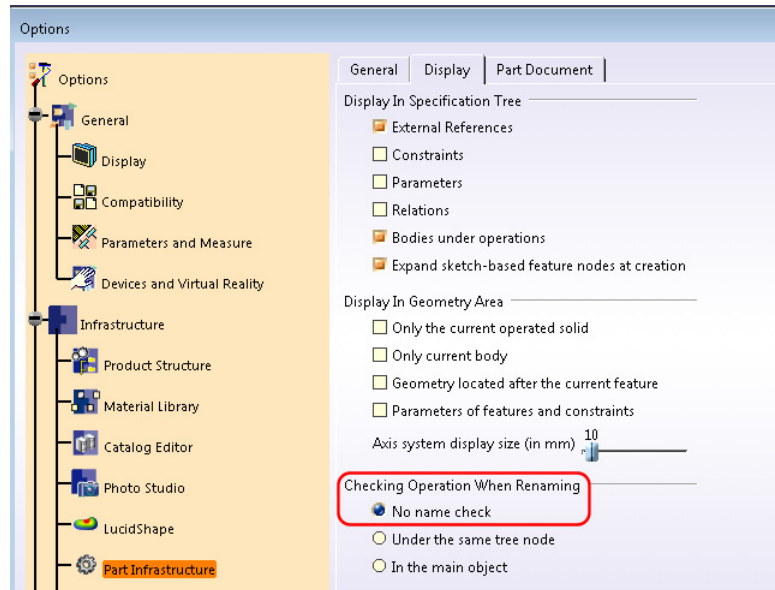 Options
Options
General
Display
Compatibility
Parameters and Measure
Devices and Virtual Reality
Infrastructure
Product Structure
Material Library
Catalog Editor
Photo Studio
LucidShape
Part Infrastructure
General Display Part Document
Display In Specification Tree
External References
Constraints
Parameters
Relations
Bodies under operations
Expand sketch-based feature nodes at creation
Display In Geometry Area
Only the current operated solid
Only current body
Geometry located after the current feature
Parameters of features and constraints
Axis system display size (in mm) 10
Checking Operation When Renaming
No name check
Under the same tree node
In the main object